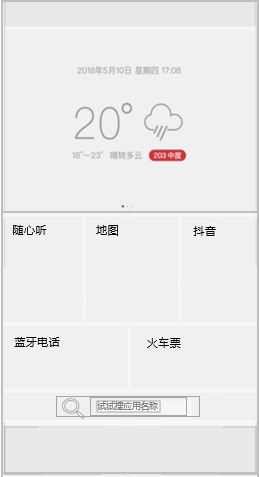 2018年5月10日 星期四 17:08
20°
18°~23° 晴转多云 203 中度
随心听 地图 抖音
蓝牙电话 火车票
试试搜应用名称